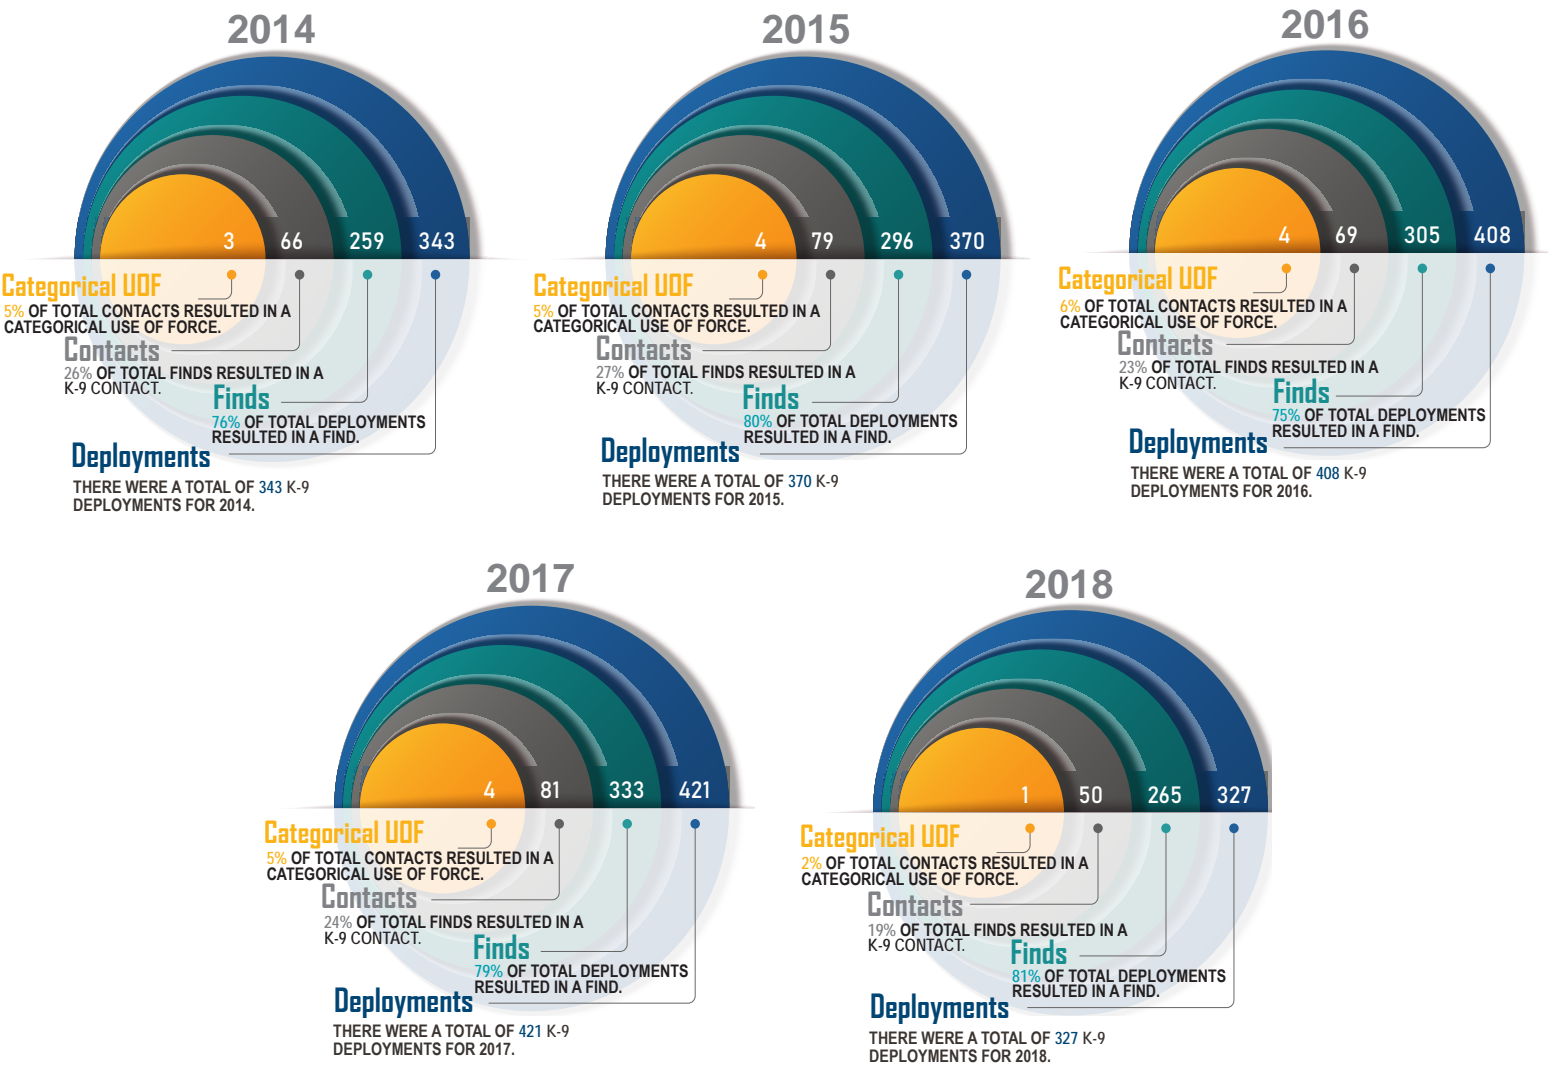 2014
3 66 259 343
Categorical UOF
5% OF TOTAL CONTACTS RESULTED IN A
CATEGORICAL USE OF FORCE.
Contacts
26% OF TOTAL FINDS RESULTED IN A
K-9 CONTACT.
Finds
76% OF TOTAL DEPLOYMENTS
RESULTED IN A FIND.
Deployments
THERE WERE A TOTAL OF 343 K-9
DEPLOYMENTS FOR 2014.
2015
4 79 296 370
Categorical UOF
5% OF TOTAL CONTACTS RESULTED IN A
CATEGORICAL USE OF FORCE.
Contacts
27% OF TOTAL FINDS RESULTED IN A
K-9 CONTACT.
Finds
80% OF TOTAL DEPLOYMENTS
RESULTED IN A FIND.
Deployments
THERE WERE A TOTAL OF 370 K-9
DEPLOYMENTS FOR 2015.
2016
4 69 305 408
Categorical UOF
6% OF TOTAL CONTACTS RESULTED IN A
CATEGORICAL USE OF FORCE.
Contacts
23% OF TOTAL FINDS RESULTED IN A
K-9 CONTACT.
Finds
75% OF TOTAL DEPLOYMENTS
RESULTED IN A FIND.
Deployments
THERE WERE A TOTAL OF 408 K-9
DEPLOYMENTS FOR 2016.
2017
4 81 333 421
Categorical UOF
5% OF TOTAL CONTACTS RESULTED IN A
CATEGORICAL USE OF FORCE.
Contacts
24% OF TOTAL FINDS RESULTED IN A
K-9 CONTACT.
Finds
79% OF TOTAL DEPLOYMENTS
RESULTED IN A FIND.
Deployments
THERE WERE A TOTAL OF 421 K-9
DEPLOYMENTS FOR 2017.
2018
1 50 265 327
Categorical UOF
2% OF TOTAL CONTACTS RESULTED IN A
CATEGORICAL USE OF FORCE.
Contacts
19% OF TOTAL FINDS RESULTED IN A
K-9 CONTACT.
Finds
81% OF TOTAL DEPLOYMENTS
RESULTED IN A FIND.
Deployments
THERE WERE A TOTAL OF 327 K-9
DEPLOYMENTS FOR 2018.